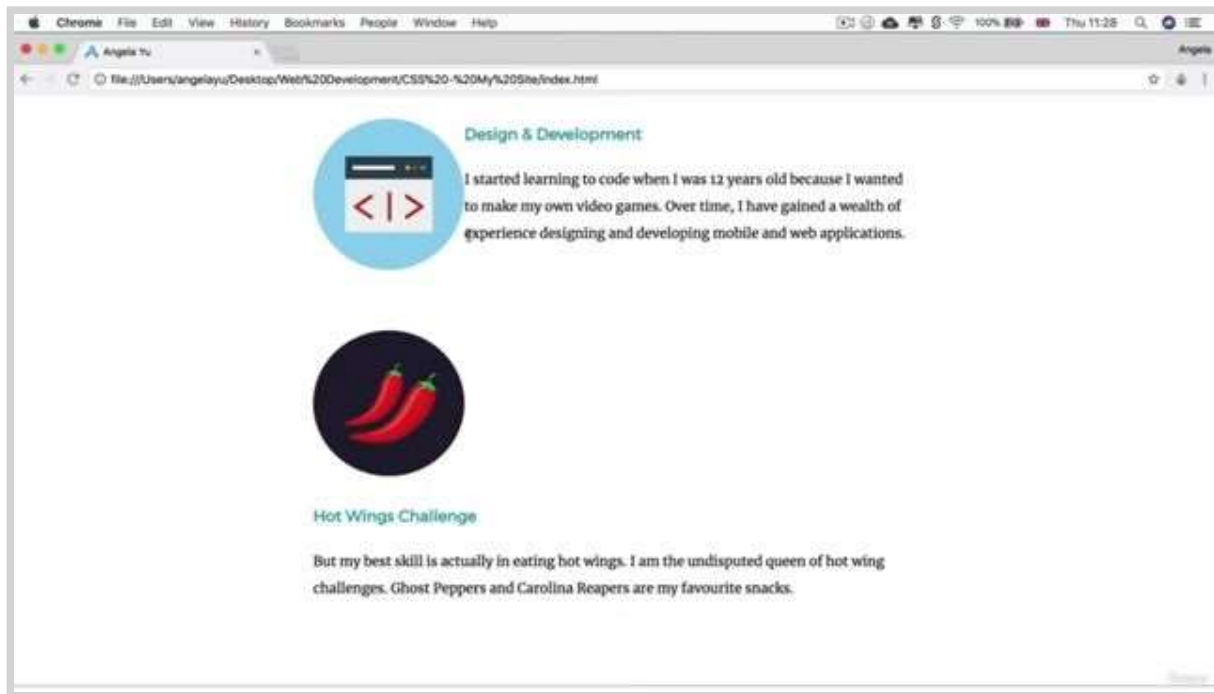 Chrome File Edit View History Bookmarks People Window Help 100% Thu 11:28
Angela Yu Angela
file:///Users/angelayu/Desktop/Web%20Development/CSS%20-%20My%20Site/index.html
Design & Development
I started learning to code when I was 12 years old because I wanted
to make my own video games. Over time, I have gained a wealth of
experience designing and developing mobile and web applications.
< | >
Hot Wings Challenge
But my best skill is actually in eating hot wings. I am the undisputed queen of hot wing
challenges. Ghost Peppers and Carolina Reapers are my favourite snacks.